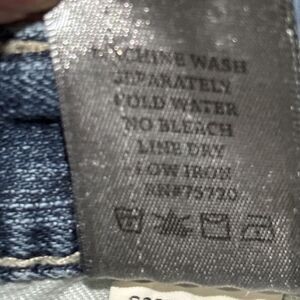 MACHINE WASH
SEPARATELY
COLD WATER
NO BLEACH
LINE DRY
LOW IRON
RN#75720